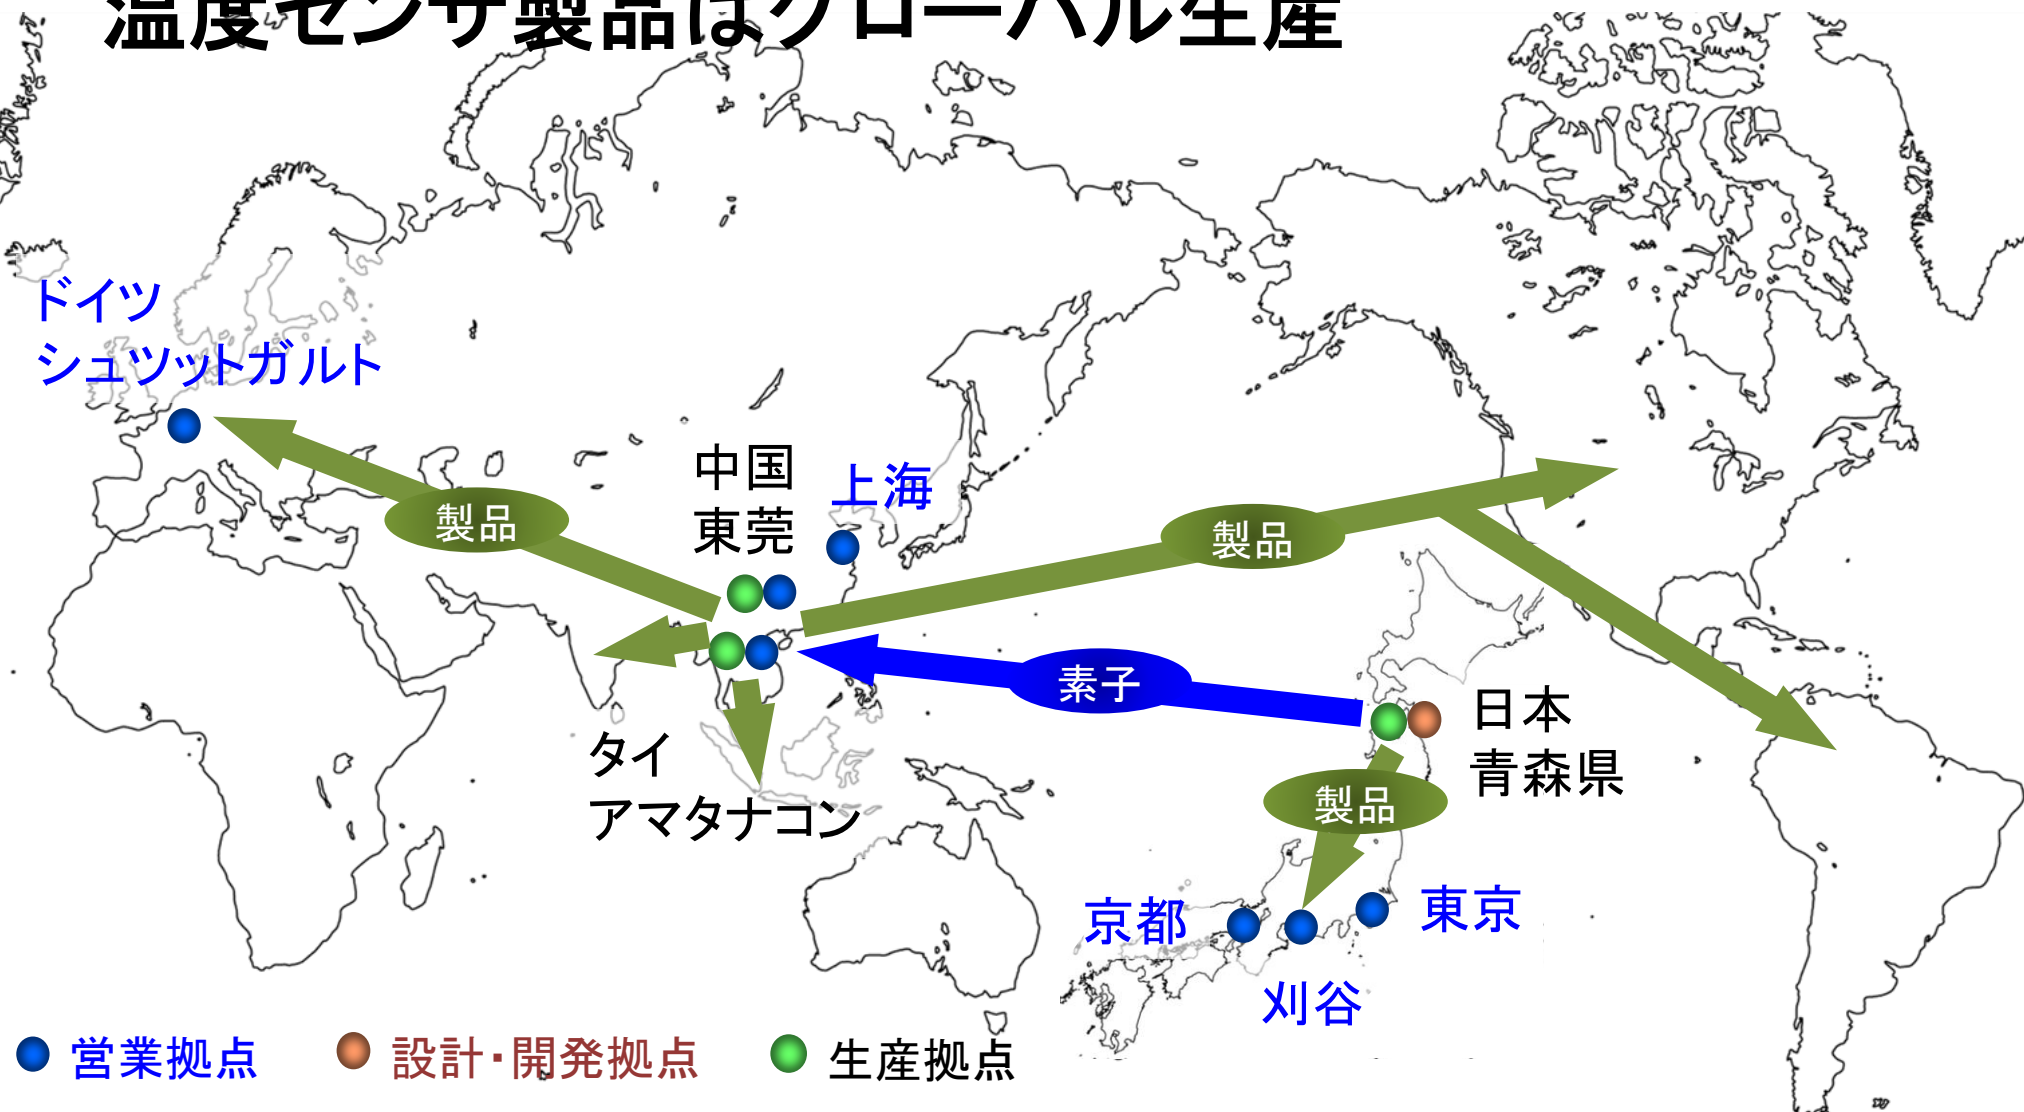 温度センサ製品はグローバル生産
ドイツ
シュツットガルト
中国
東莞
上海
製品
製品
素子
タイ
アマタナコン
日本
青森県
製品
京都
東京
刈谷
営業拠点
設計・開発拠点
生産拠点